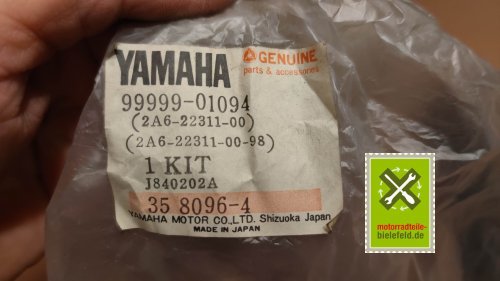 YAMAHA
GENUINE
parts & accessories
99999-01094
(2A6-22311-00)
(2A6-22311-00-98)
1 KIT
J840202A
35 8096-4
YAMAHA MOTOR CO.,LTD. Shizuoka Japan
MADE IN JAPAN
motorradteile-
bielefeld.de